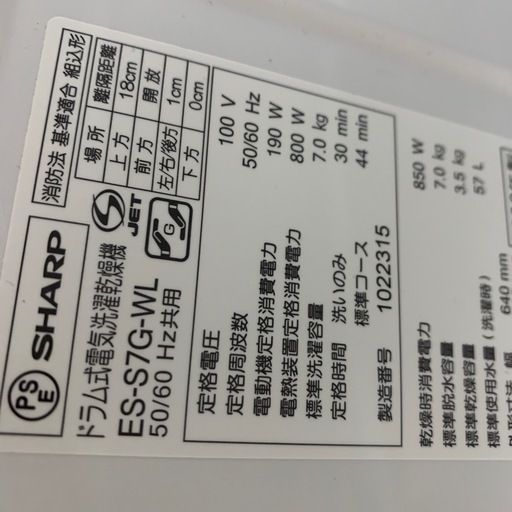 消防法 基準適合 組込形
場所 離隔距離
上方 18cm
前方 開放
左/右/後方 1cm
下方 0cm
PS
E
SHARP
JET
G
ドラム式電気洗濯乾燥機
ES-S7G-WL
50/60 Hz共用
定格電圧 100 V
定格周波数 50/60 Hz
電動機定格消費電力 190 W
電熱装置定格消費電力 800 W
標準洗濯容量 7.0 kg
定格時間 洗いのみ 30 min
標準コース 44 min
製造番号 1022315
乾燥時消費電力 850 W
標準脱水容量 7.0 kg
標準乾燥容量 3.5 kg
標準使用水量(洗濯時) 57 L
外形寸法 幅 640 mm